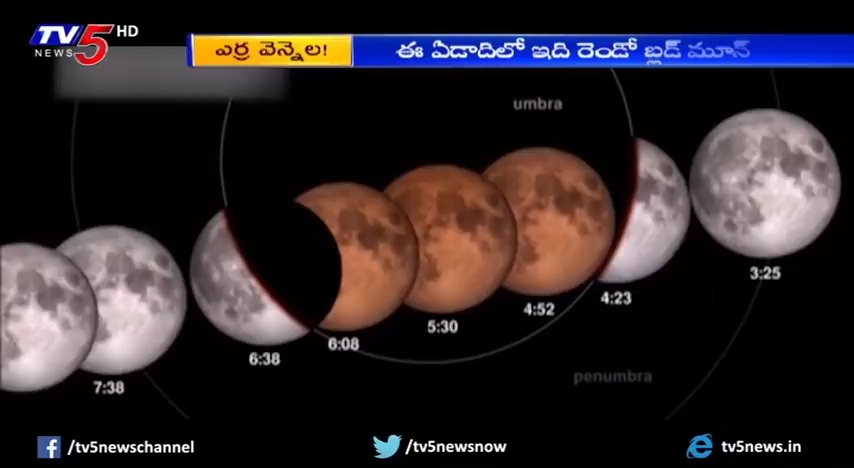 TV5 HD
NEWS
ఎర్ర వెన్నెల!
ఈ ఏడాదిలో ఇది రెండో బ్లడ్ మూన్
umbra
3:25
4:23
4:52
5:30
6:08
6:38
7:38
penumbra
/tv5newschannel
/tv5newsnow
tv5news.in